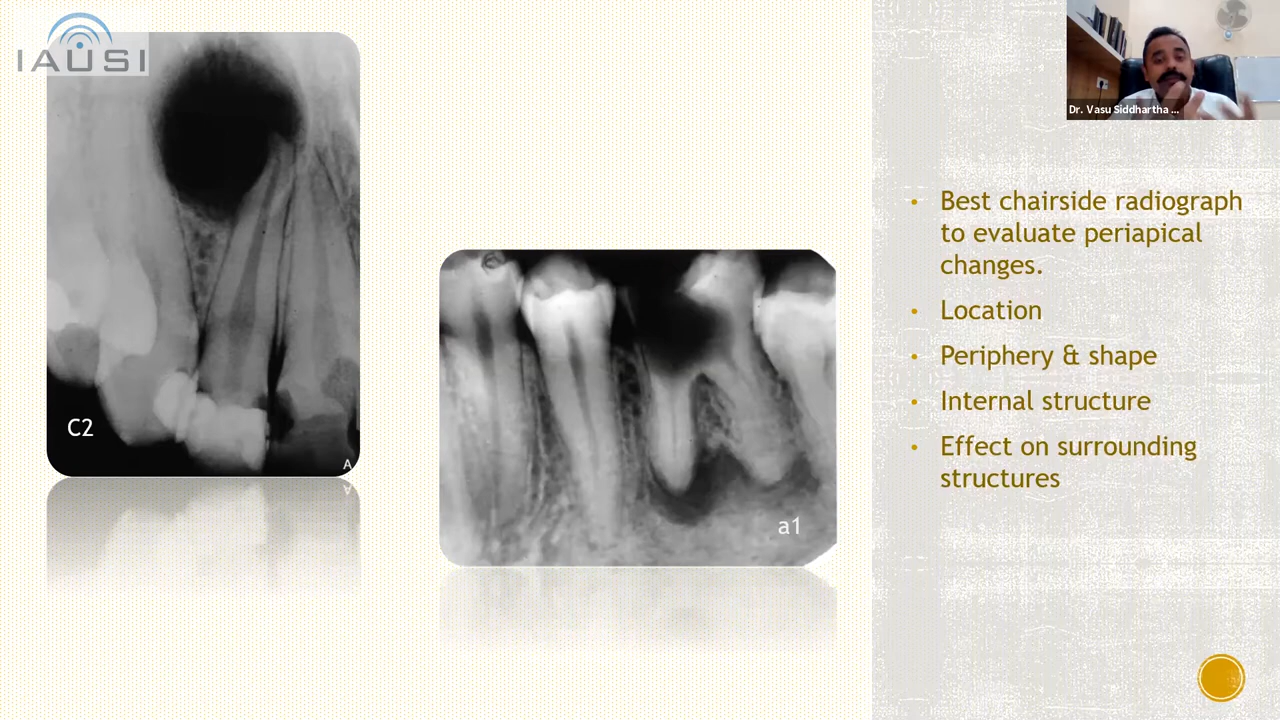 IAUSI
Dr. Vasu Siddhartha ...
C2
A
a1
• Best chairside radiograph
to evaluate periapical
changes.
• Location
• Periphery & shape
• Internal structure
• Effect on surrounding
structures